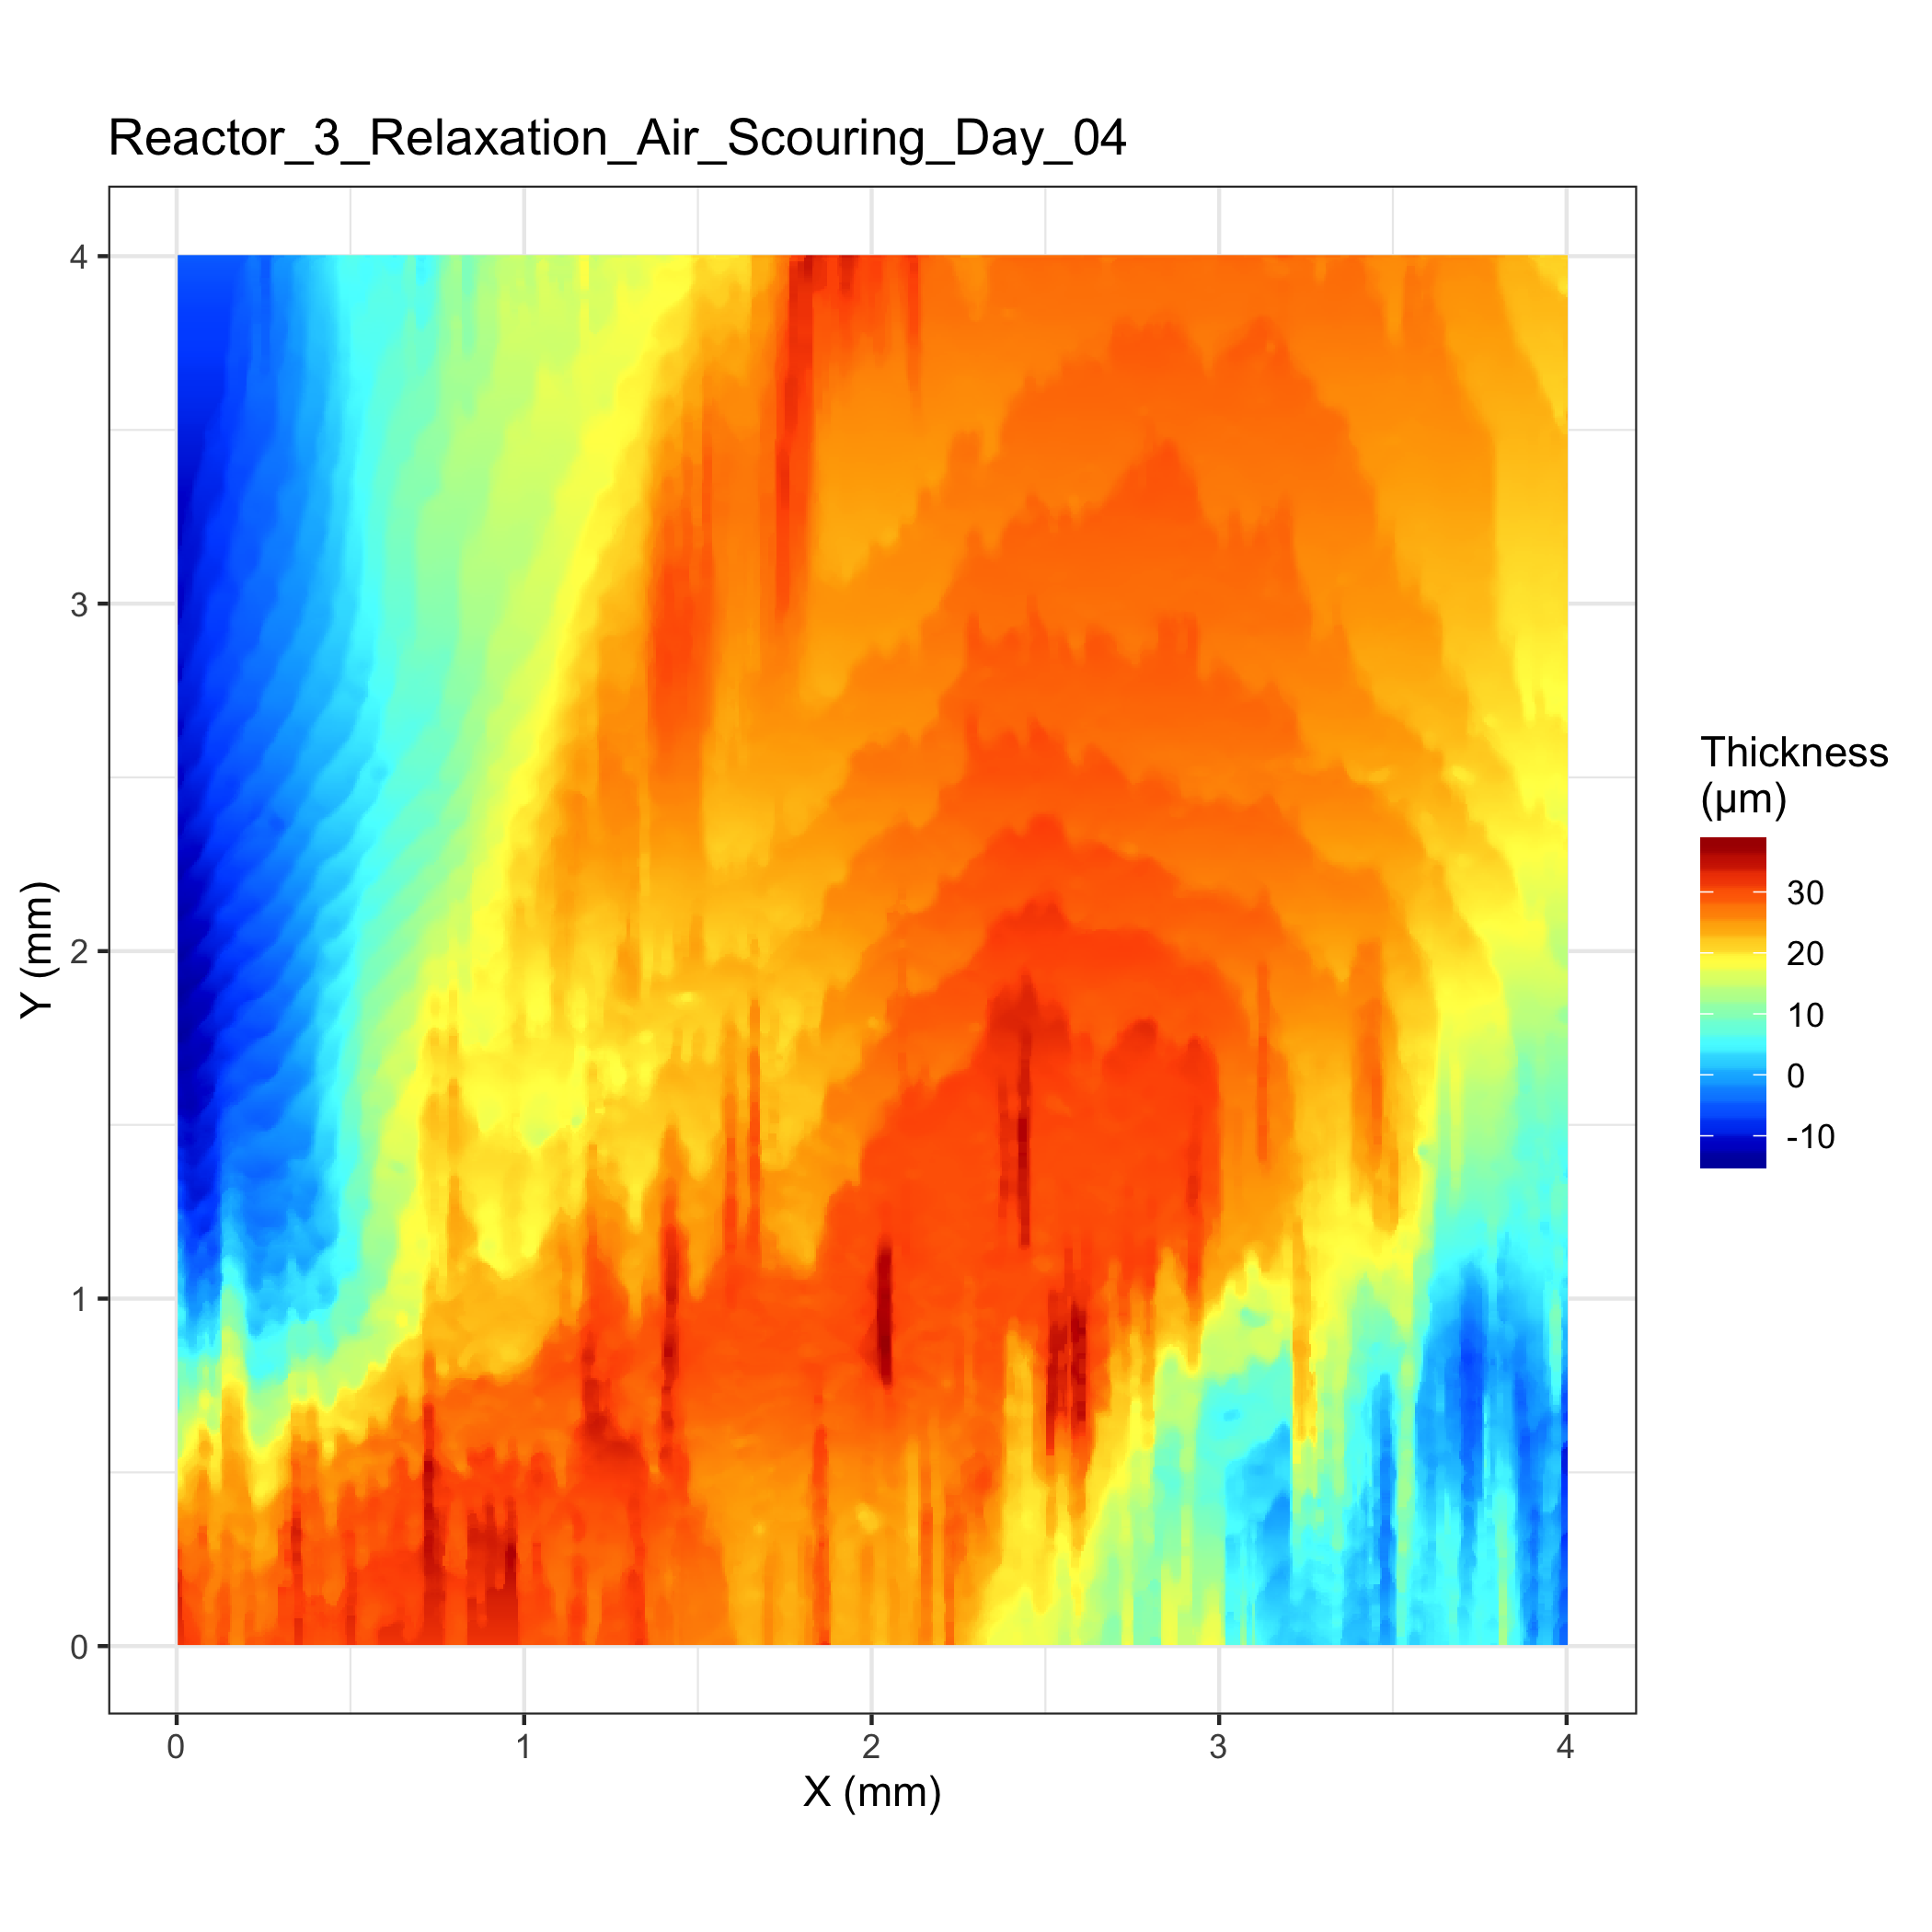 Reactor_3_Relaxation_Air_Scouring_Day_04
4
3
2
1
0
Y (mm)
0 1 2 3 4
X (mm)
Thickness
(µm)
30
20
10
0
-10